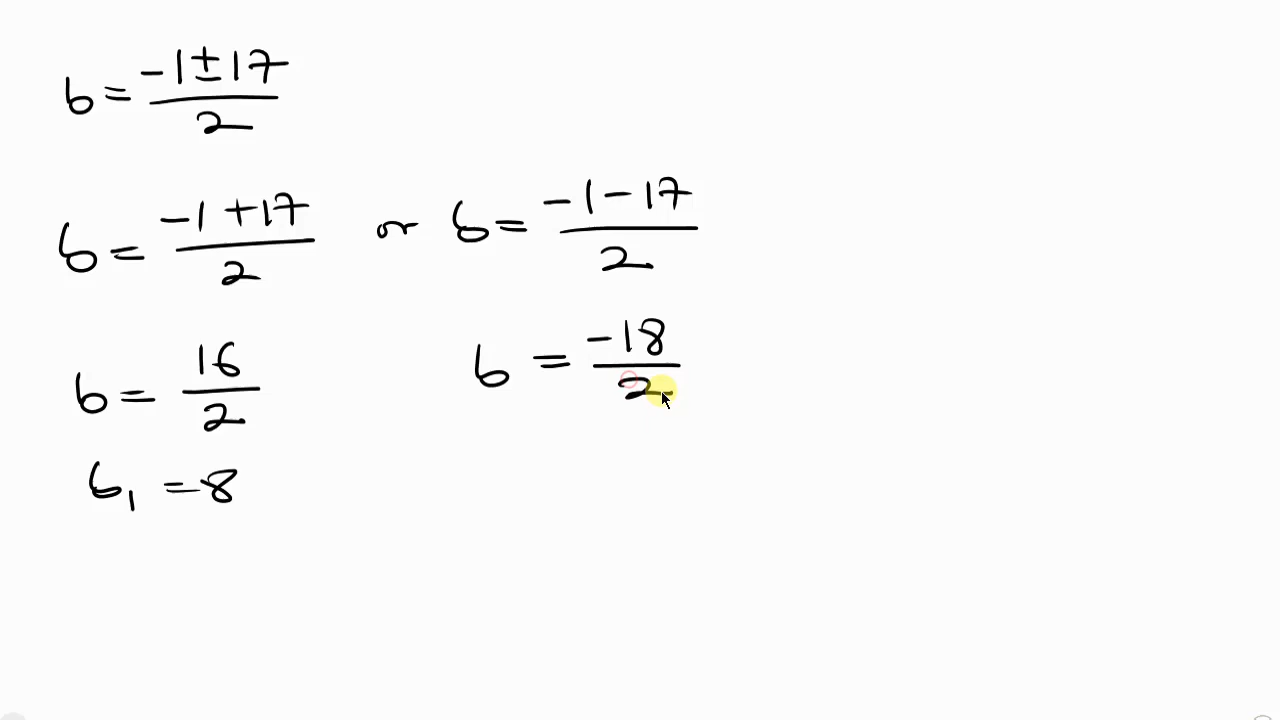 b = (-1 ± 17)/2
b = (-1 + 17)/2 or b = (-1 - 17)/2
b = 16/2 b = -18/2
b₁ = 8